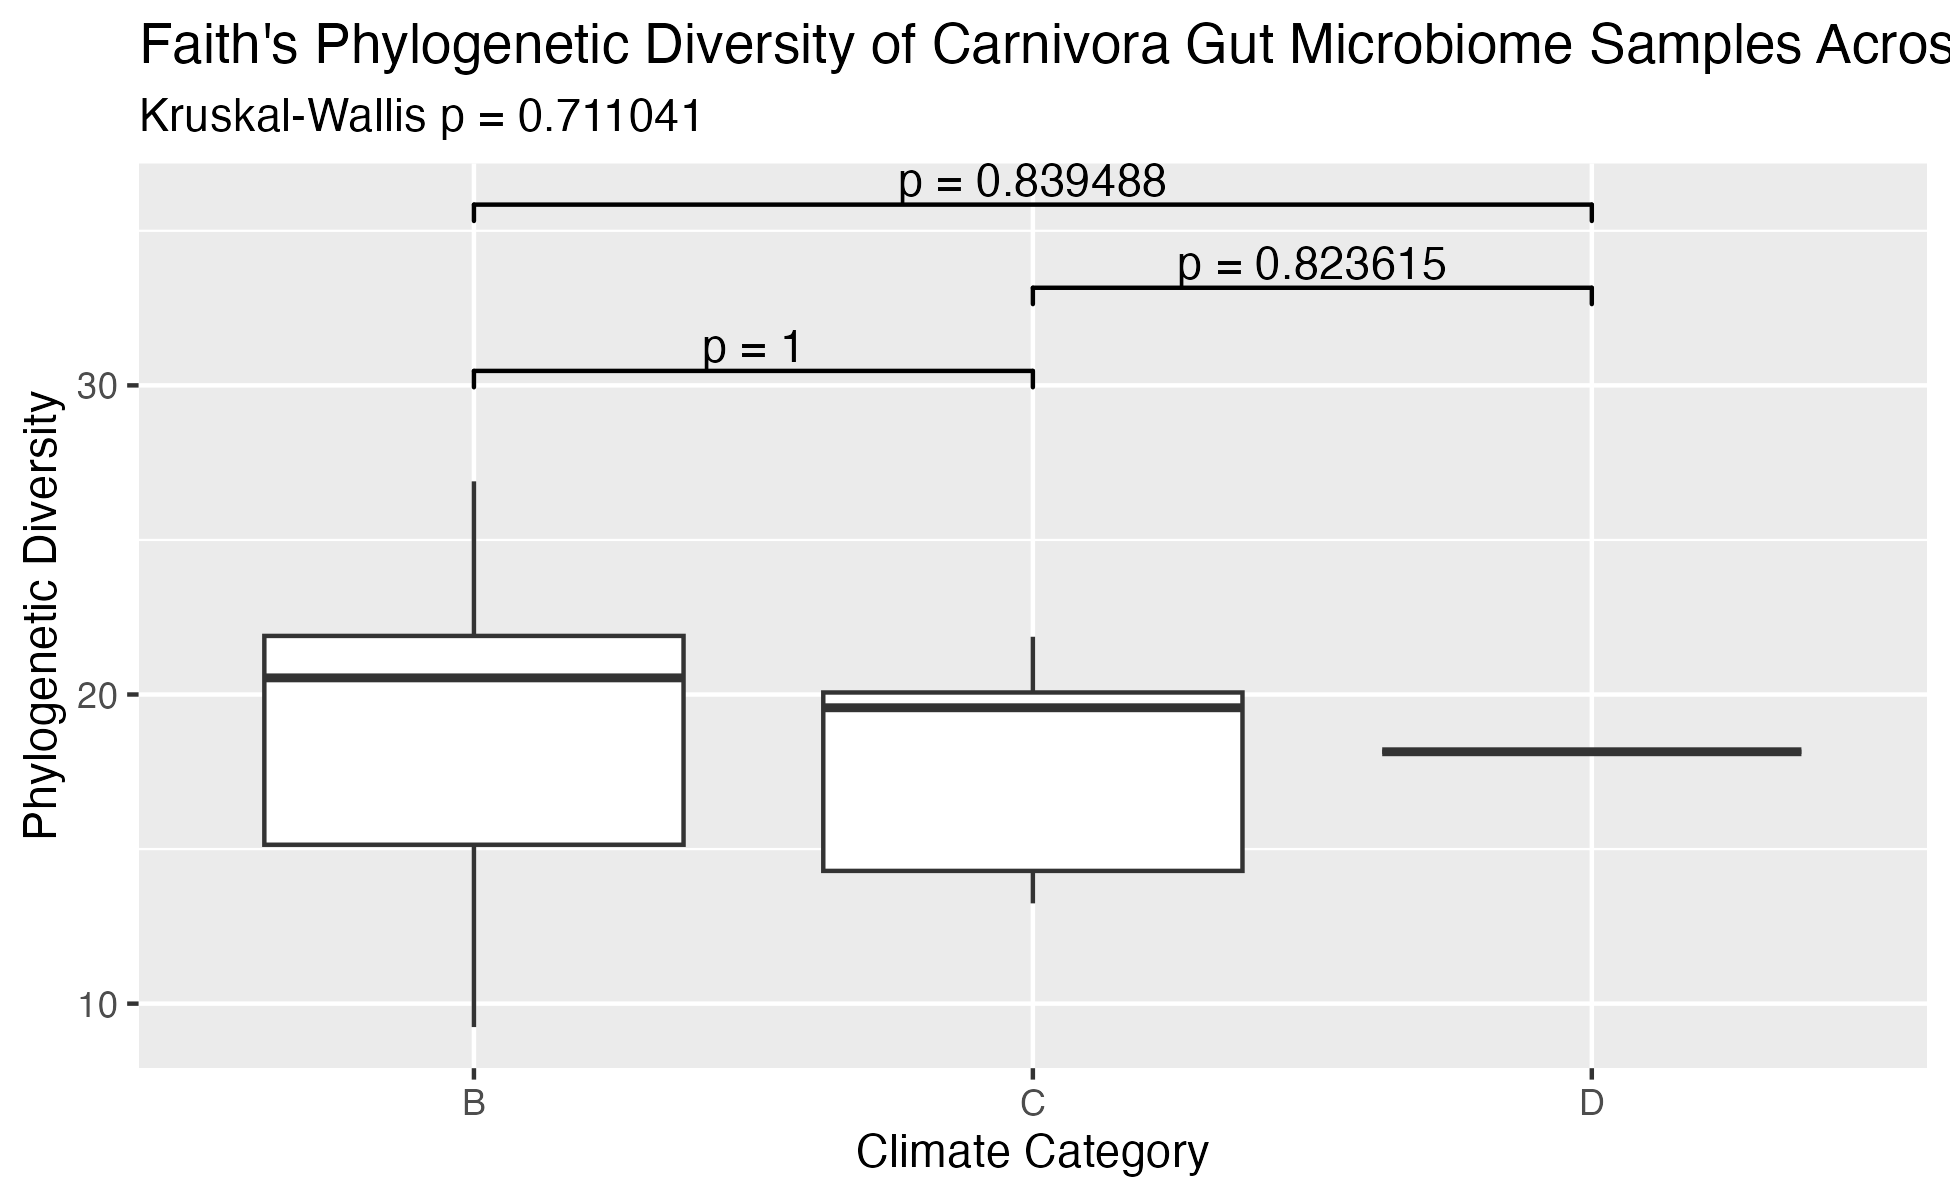 Faith's Phylogenetic Diversity of Carnivora Gut Microbiome Samples Acros
Kruskal-Wallis p = 0.711041
p = 0.839488
p = 0.823615
p = 1
30
20
10
Phylogenetic Diversity
B
C
D
Climate Category